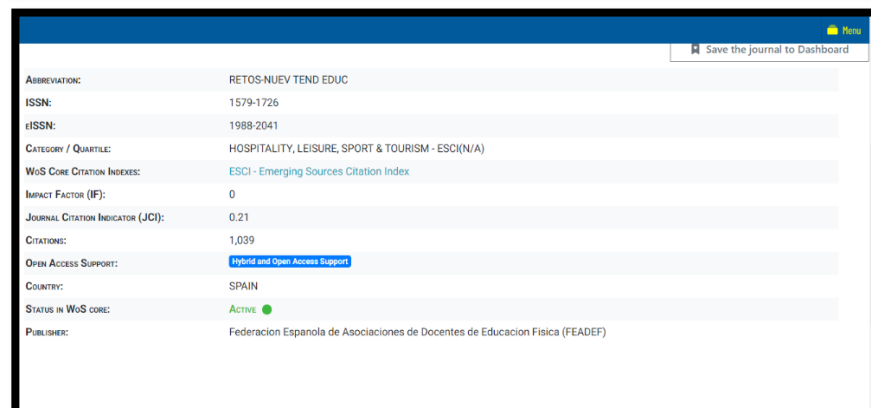 Menu
Save the journal to Dashboard
Abbreviation: RETOS-NUEV TEND EDUC
ISSN: 1579-1726
eISSN: 1988-2041
Category / Quartile: HOSPITALITY, LEISURE, SPORT & TOURISM - ESCI(N/A)
WoS Core Citation Indexes: ESCI - Emerging Sources Citation Index
Impact Factor (IF): 0
Journal Citation Indicator (JCI): 0.21
Citations: 1,039
Open Access Support: Hybrid and Open Access Support
Country: SPAIN
Status in WoS core: Active
Publisher: Federacion Espanola de Asociaciones de Docentes de Educacion Fisica (FEADEF)